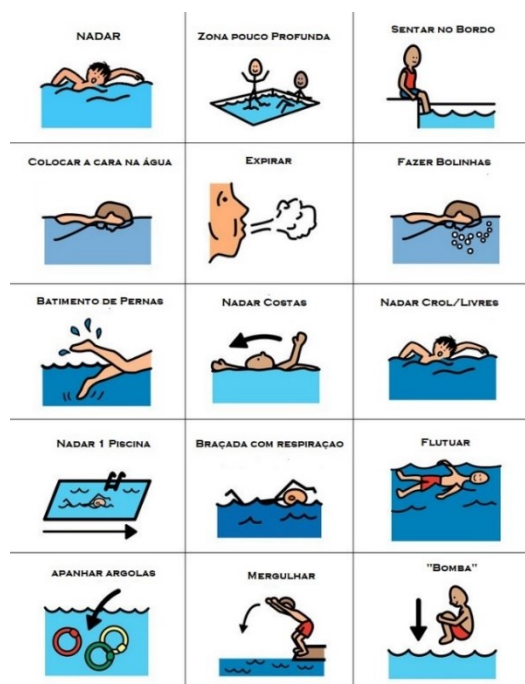 NADAR
ZONA POUCO PROFUNDA
SENTAR NO BORDO
COLOCAR A CARA NA ÁGUA
EXPIRAR
FAZER BOLINHAS
BATIMENTO DE PERNAS
NADAR COSTAS
NADAR CROL/LIVRES
NADAR 1 PISCINA
BRAÇADA COM RESPIRAÇAO
FLUTUAR
APANHAR ARGOLAS
MERGULHAR
"BOMBA"